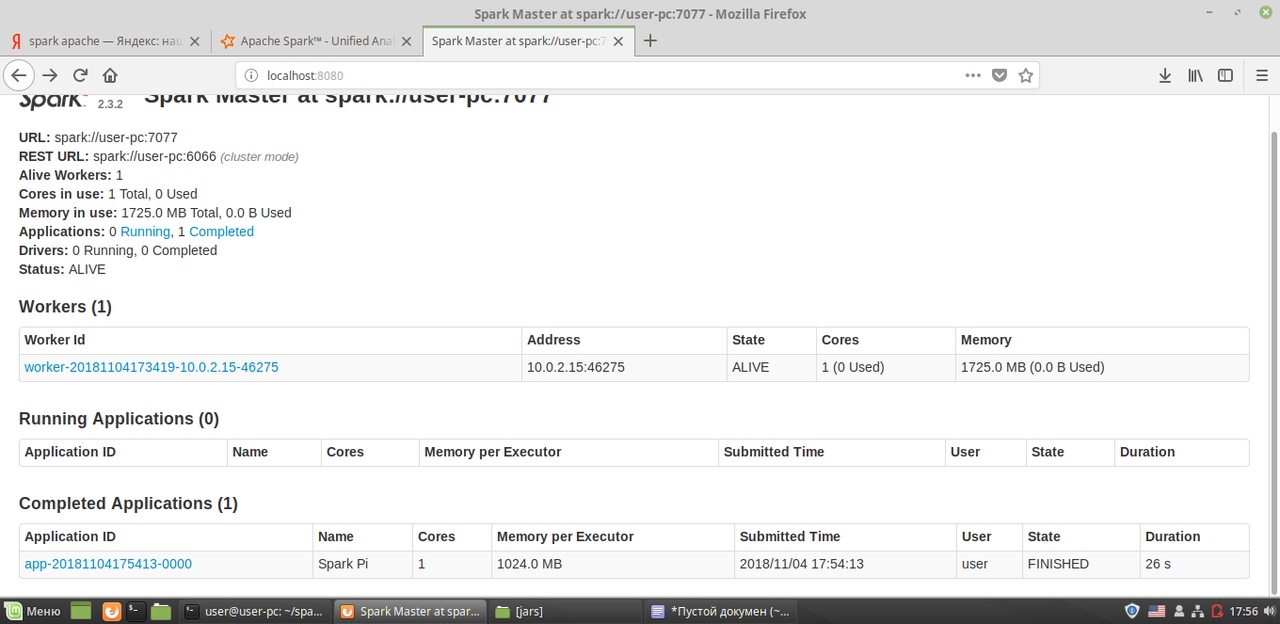 Spark Master at spark://user-pc:7077 - Mozilla Firefox
spark apache — Яндекс: наш
Apache Spark™ - Unified Anal
Spark Master at spark://user-pc:7
localhost:8080
Spark 2.3.2 Spark Master at spark://user-pc:7077
URL: spark://user-pc:7077
REST URL: spark://user-pc:6066 (cluster mode)
Alive Workers: 1
Cores in use: 1 Total, 0 Used
Memory in use: 1725.0 MB Total, 0.0 B Used
Applications: 0 Running, 1 Completed
Drivers: 0 Running, 0 Completed
Status: ALIVE
Workers (1)
Worker Id Address State Cores Memory
worker-20181104173419-10.0.2.15-46275 10.0.2.15:46275 ALIVE 1 (0 Used) 1725.0 MB (0.0 B Used)
Running Applications (0)
Application ID Name Cores Memory per Executor Submitted Time User State Duration
Completed Applications (1)
Application ID Name Cores Memory per Executor Submitted Time User State Duration
app-20181104175413-0000 Spark Pi 1 1024.0 MB 2018/11/04 17:54:13 user FINISHED 26 s
Меню user@user-pc: ~/spa... Spark Master at spar... [jars] *Пустой докумен (~... 17:56